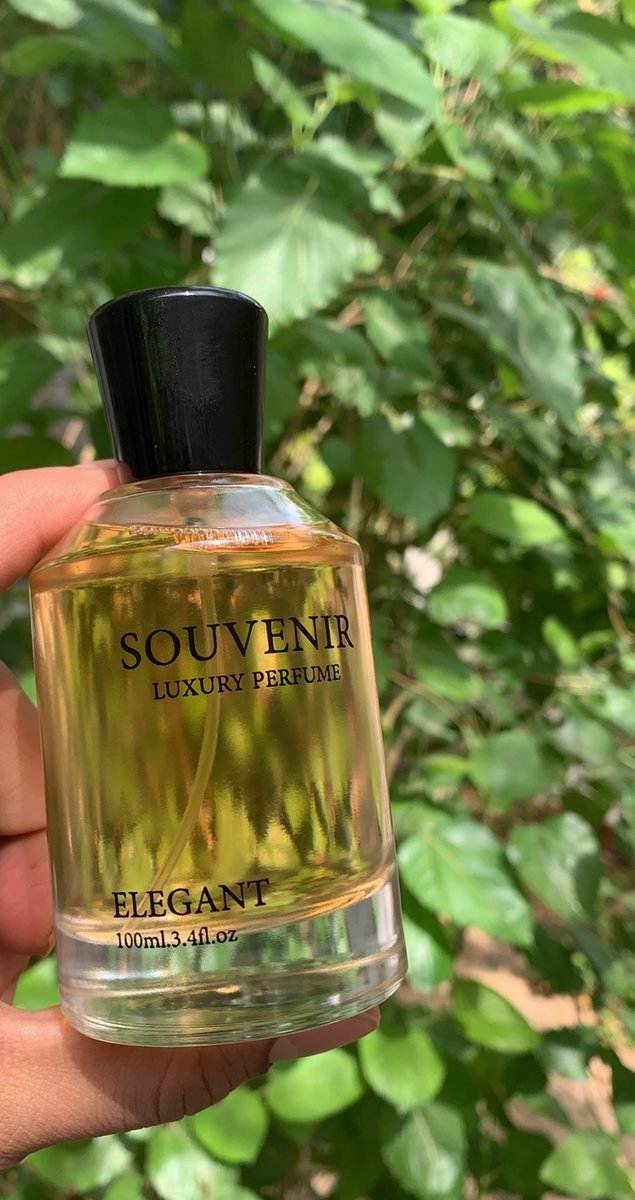 SOUVENIR
LUXURY PERFUME
ELEGANT
100ml.3.4fl.oz